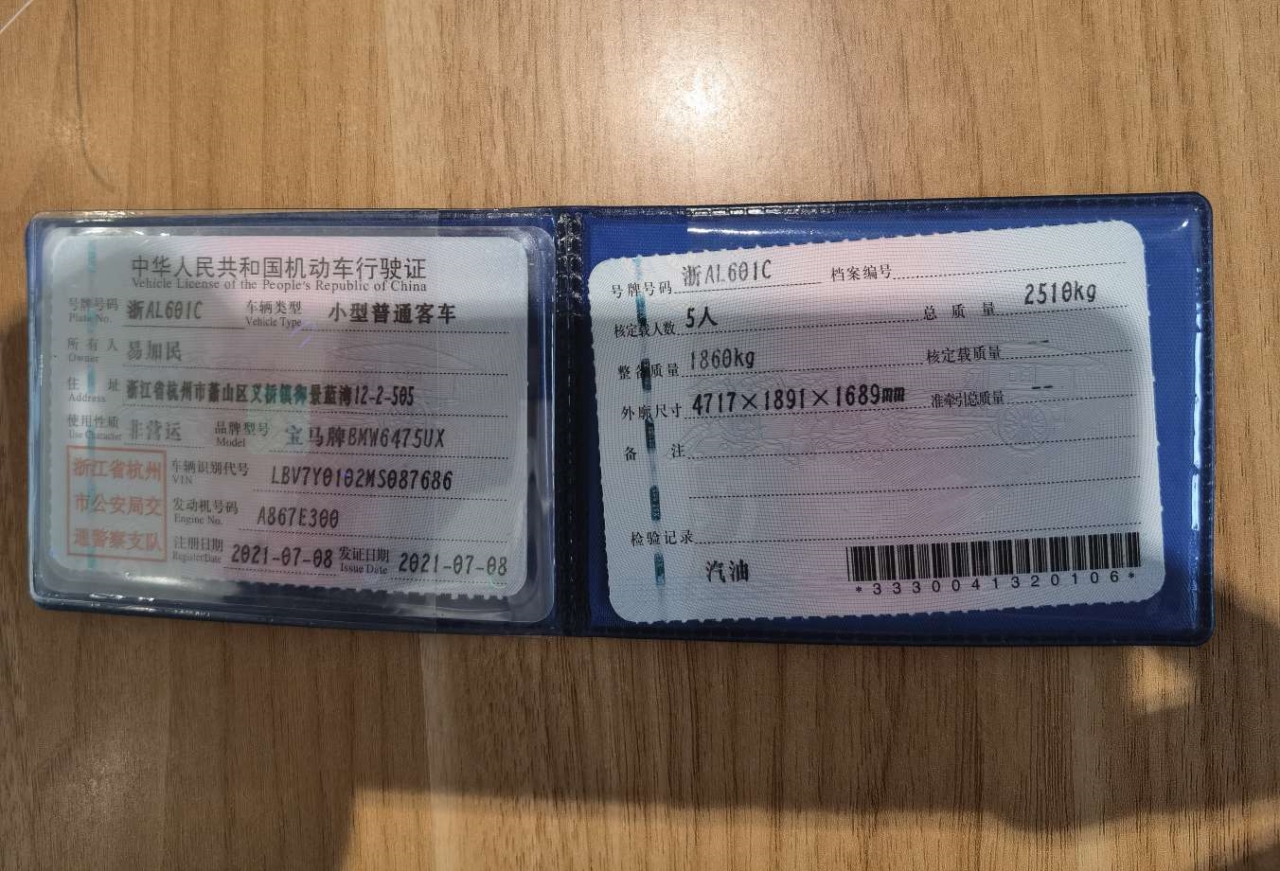 中华人民共和国机动车行驶证
Vehicle License of the People's Republic of China
号牌号码 浙AL601C 车辆类型 小型普通客车
Plate No. Vehicle Type
所有人 易加民
Owner
住址 浙江省杭州市萧山区义桥镇御景蓝湾12-2-505
Address
使用性质 非营运 品牌型号 宝马牌BMW6475UX
Use Character Model
浙江省杭州
市公安局交
通警察支队
车辆识别代号 LBV7Y0102MS087686
VIN
发动机号码 A867E300
Engine No.
注册日期 2021-07-08 发证日期 2021-07-08
Register Date Issue Date
号牌号码 浙AL601C 档案编号
核定载人数 5人 总质量 2510kg
整备质量 1860kg 核定载质量 --
外廓尺寸 4717×1891×1689mm 准牵引总质量 --
备注
检验记录
汽油
*3330041320106*